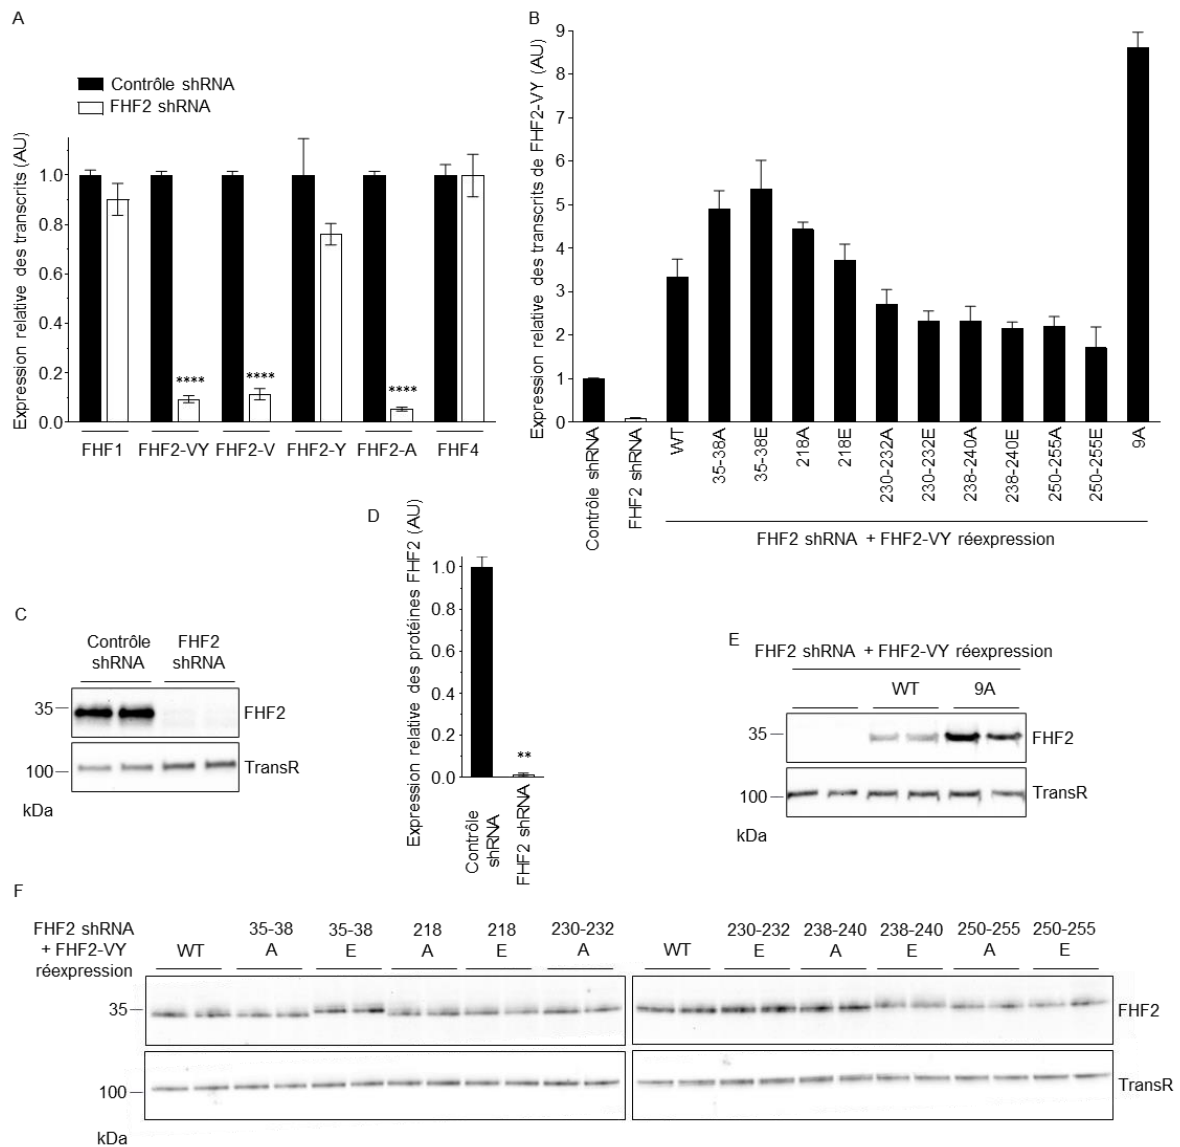 A
Contrôle shRNA
FHF2 shRNA
Expression relative des transcrits (AU)
1.0
0.8
0.6
0.4
0.2
0.0
****
****
****
FHF1
FHF2-VY
FHF2-V
FHF2-Y
FHF2-A
FHF4
B
Expression relative des transcrits de FHF2-VY (AU)
9
8
7
6
5
4
3
2
1
0
Contrôle shRNA
FHF2 shRNA
WT
35-38A
35-38E
218A
218E
230-232A
230-232E
238-240A
238-240E
250-255A
250-255E
9A
FHF2 shRNA + FHF2-VY réexpression
C
Contrôle
shRNA
FHF2
shRNA
35
FHF2
100
TransR
kDa
D
Expression relative des protéines FHF2 (AU)
1.0
0.8
0.6
0.4
0.2
0.0
**
Contrôle
shRNA
FHF2 shRNA
E
FHF2 shRNA + FHF2-VY réexpression
WT
9A
35
FHF2
100
TransR
kDa
F
FHF2 shRNA
+ FHF2-VY
réexpression
WT
35-38
A
35-38
E
218
A
218
E
230-232
A
WT
230-232
E
238-240
A
238-240
E
250-255
A
250-255
E
35
FHF2
100
TransR
kDa